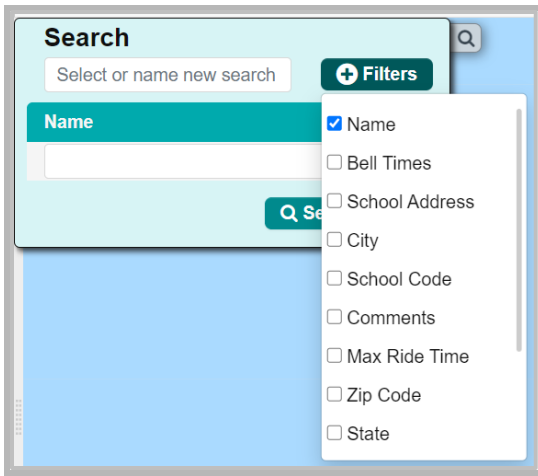 Search
Select or name new search
Filters
Name
Se
Name
Bell Times
School Address
City
School Code
Comments
Max Ride Time
Zip Code
State